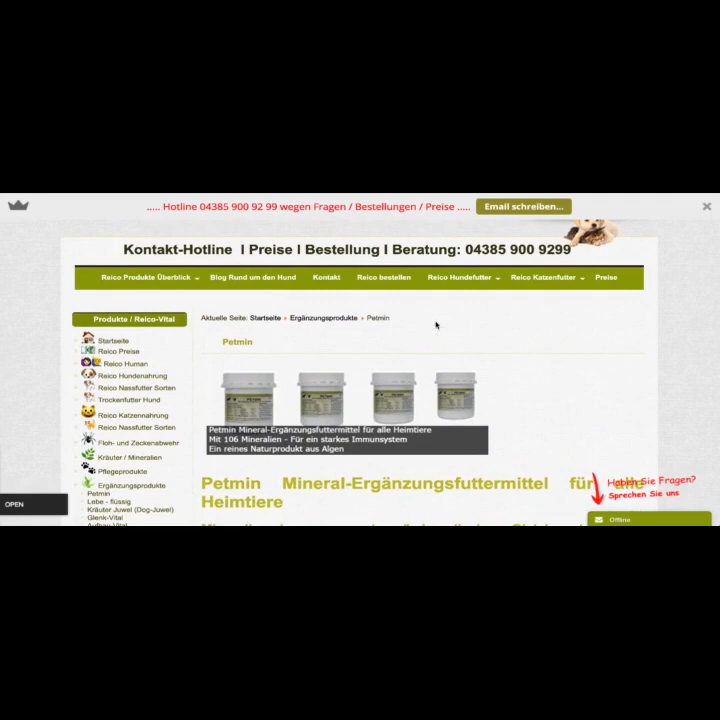 ..... Hotline 04385 900 92 99 wegen Fragen / Bestellungen / Preise .....
Email schreiben...
Kontakt-Hotline I Preise I Bestellung I Beratung: 04385 900 9299
Reico Produkte Überblick
Blog Rund um den Hund
Kontakt
Reico bestellen
Reico Hundefutter
Reico Katzenfutter
Preise
Produkte / Reico-Vital
Startseite
Reico Preise
Reico Human
Reico Hundenahrung
Reico Nassfutter Sorten
Trockenfutter Hund
Reico Katzennahrung
Reico Nassfutter Sorten
Floh- und Zeckenabwehr
Kräuter / Mineralien
Pflegeprodukte
Ergänzungsprodukte
Petmin
Lebe - flüssig
Kräuter Juwel (Dog-Juwel)
Glenk-Vital
Aktuelle Seite: Startseite Ergänzungsprodukte Petmin
Petmin
Petmin Mineral-Ergänzungsfuttermittel für alle Heimtiere
Mit 106 Mineralien - Für ein starkes Immunsystem
Ein reines Naturprodukt aus Algen
Petmin Mineral-Ergänzungsfuttermittel für alle
Heimtiere
Haben Sie Fragen?
Sprechen Sie uns
Offline
OPEN